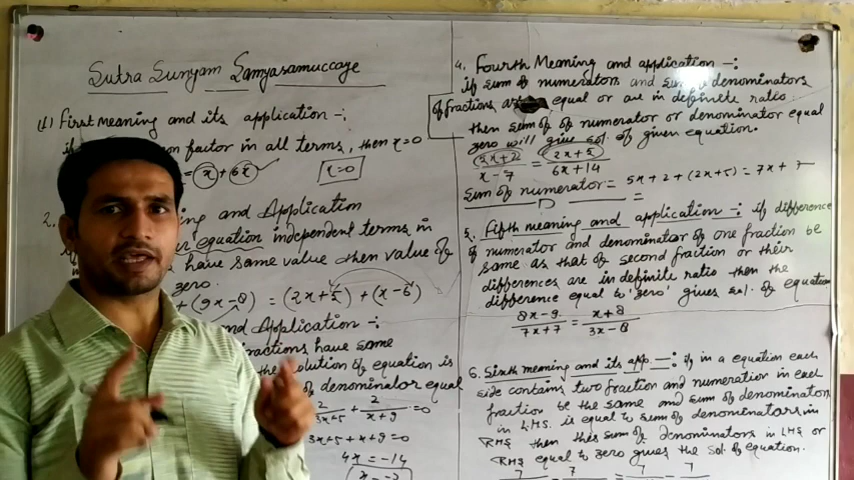 Sutra Sunyam Samyasamuccaye
(1) First Meaning and its application -:
factor in all terms, then x=0
= x + 6x
x=0
2.
and Application
equation independent terms in
have same value then value of
zero.
+ (9x-8) = (2x+5) + (x-6)
and Application -:
fractions have same
the solution of equation is
of denominator equal
2/3x+5 + 2/x+9 = 0
3x+5+x+9=0
4x = -14
4. Fourth Meaning and application -:
if sum of numerators and sum of denominators
of fractions are equal or are in definite ratio
then sum of of numerator or denominator equal
zero will give sol. of given equation.
5x+2/x-7 = 2x+5/6x+14
Sum of numerator = 5x+2+(2x+5) = 7x+7
5. Fifth meaning and application -: if difference
of numerator and denominator of one fraction be
same as that of second fraction or their
differences are in definite ratio then the
difference equal to 'zero' gives sol. of equation
8x-9/7x+7 = x+8/3x-8
6. Sixth meaning and its app. -: if in a equation each
side contains two fraction and numeration in each
fraction be the same and sum of denominators
in L.H.S. is equal to sum of denominators in
RHS then this sum of denominators in LHS or
RHS equal to zero gives the sol. of equation.
7 7 = 7 7